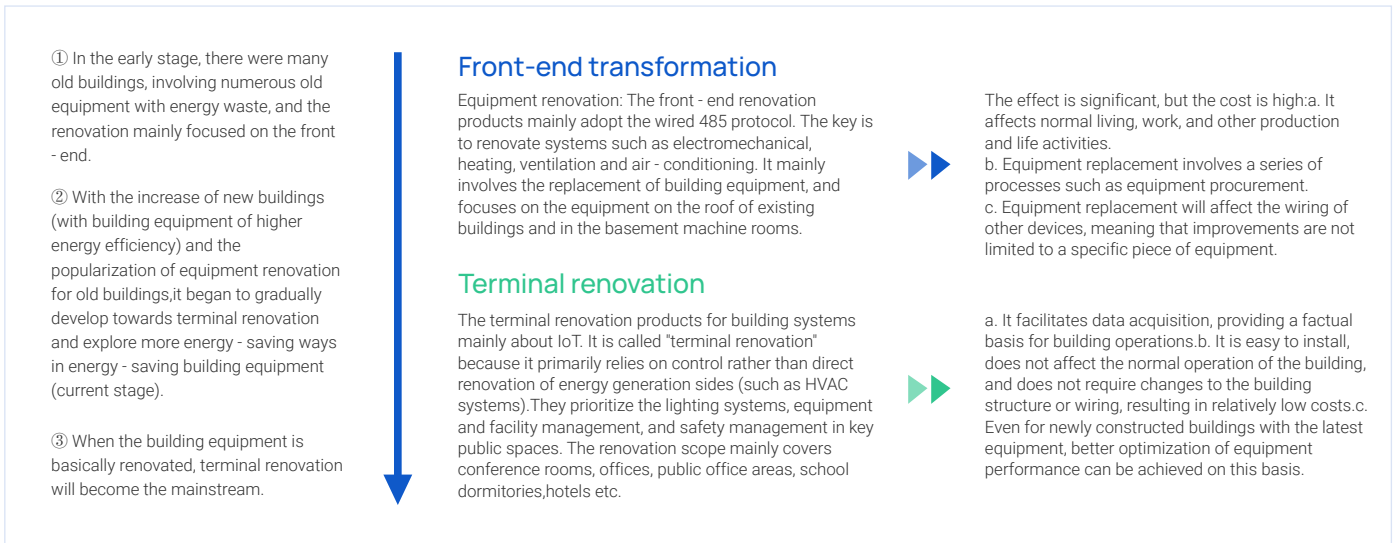 ① In the early stage, there were many
old buildings, involving numerous old
equipment with energy waste, and the
renovation mainly focused on the front
- end.
② With the increase of new buildings
(with building equipment of higher
energy efficiency) and the
popularization of equipment renovation
for old buildings,it began to gradually
develop towards terminal renovation
and explore more energy - saving ways
in energy - saving building equipment
(current stage).
③ When the building equipment is
basically renovated, terminal renovation
will become the mainstream.
Front-end transformation
Equipment renovation: The front - end renovation
products mainly adopt the wired 485 protocol. The key is
to renovate systems such as electromechanical,
heating, ventilation and air - conditioning. It mainly
involves the replacement of building equipment, and
focuses on the equipment on the roof of existing
buildings and in the basement machine rooms.
The effect is significant, but the cost is high:a. It
affects normal living, work, and other production
and life activities.
b. Equipment replacement involves a series of
processes such as equipment procurement.
c. Equipment replacement will affect the wiring of
other devices, meaning that improvements are not
limited to a specific piece of equipment.
Terminal renovation
The terminal renovation products for building systems
mainly about IoT. It is called "terminal renovation"
because it primarily relies on control rather than direct
renovation of energy generation sides (such as HVAC
systems).They prioritize the lighting systems, equipment
and facility management, and safety management in key
public spaces. The renovation scope mainly covers
conference rooms, offices, public office areas, school
dormitories,hotels etc.
a. It facilitates data acquisition, providing a factual
basis for building operations.b. It is easy to install,
does not affect the normal operation of the building,
and does not require changes to the building
structure or wiring, resulting in relatively low costs.c.
Even for newly constructed buildings with the latest
equipment, better optimization of equipment
performance can be achieved on this basis.